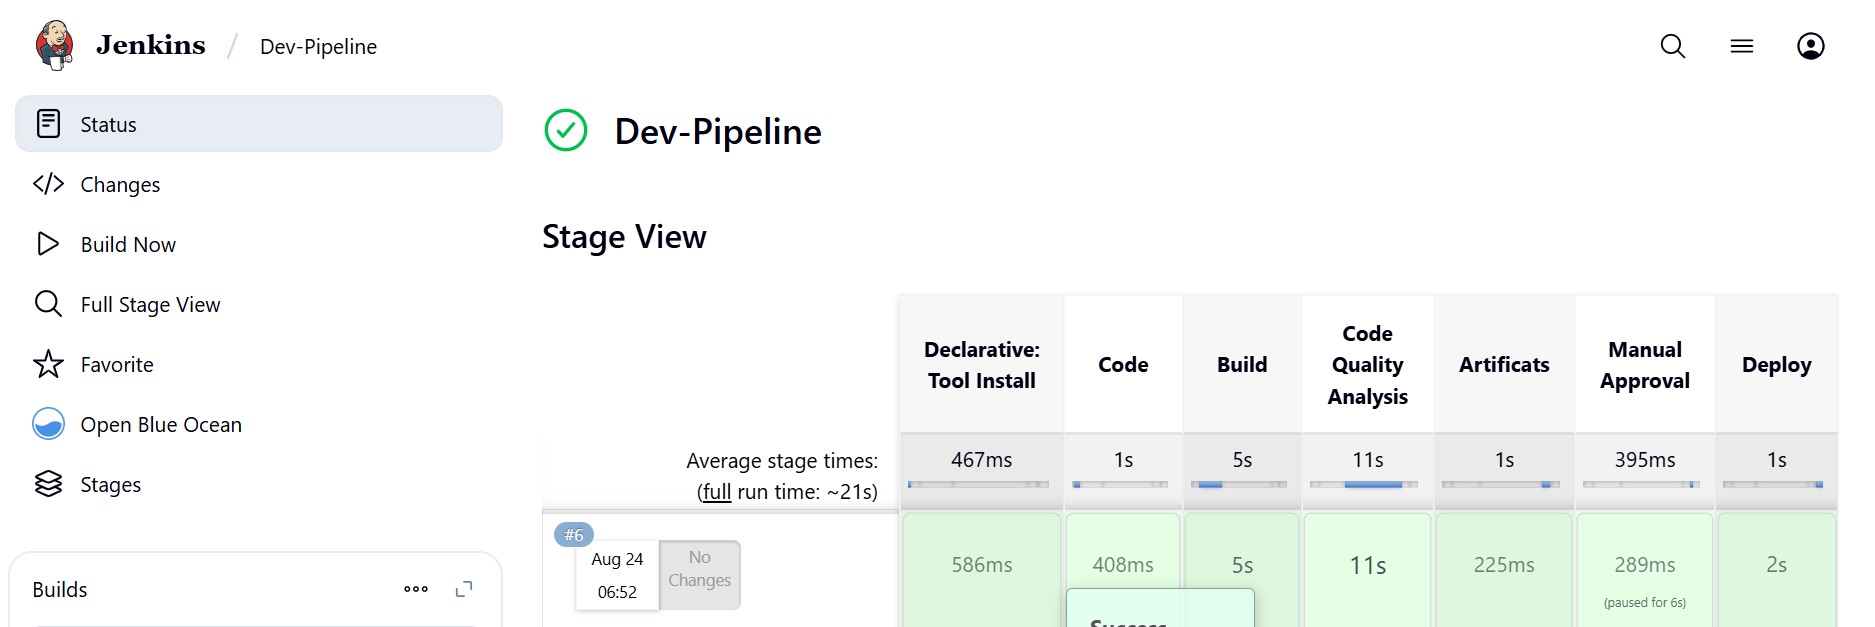 Jenkins / Dev-Pipeline
Status
Changes
Build Now
Full Stage View
Favorite
Open Blue Ocean
Stages
Builds
Dev-Pipeline
Stage View
Declarative:
Tool Install
Code
Build
Code
Quality
Analysis
Artificats
Manual
Approval
Deploy
Average stage times:
(full run time: ~21s)
467ms
1s
5s
11s
1s
395ms
1s
#6
Aug 24
06:52
No
Changes
586ms
408ms
5s
11s
225ms
289ms
(paused for 6s)
2s
Success